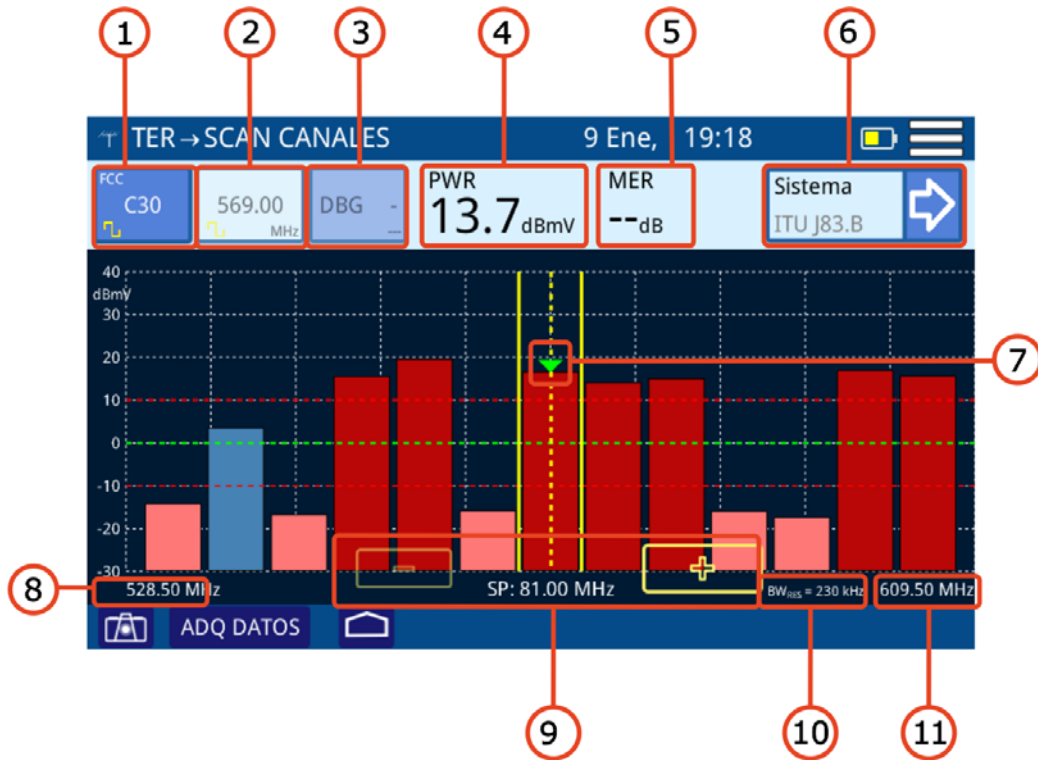 1 2 3 4 5 6
TER→SCAN CANALES 9 Ene, 19:18
FCC
C30
569.00
MHz
DBG -
---
PWR
13.7 dBmV
MER
--dB
Sistema
ITU J83.B
40
dBmV
30
20
7
10
0
-10
-20
-30
8
528.50 MHz
SP: 81.00 MHz
BWRES = 230 kHz
609.50 MHz
ADQ DATOS
9 10 11